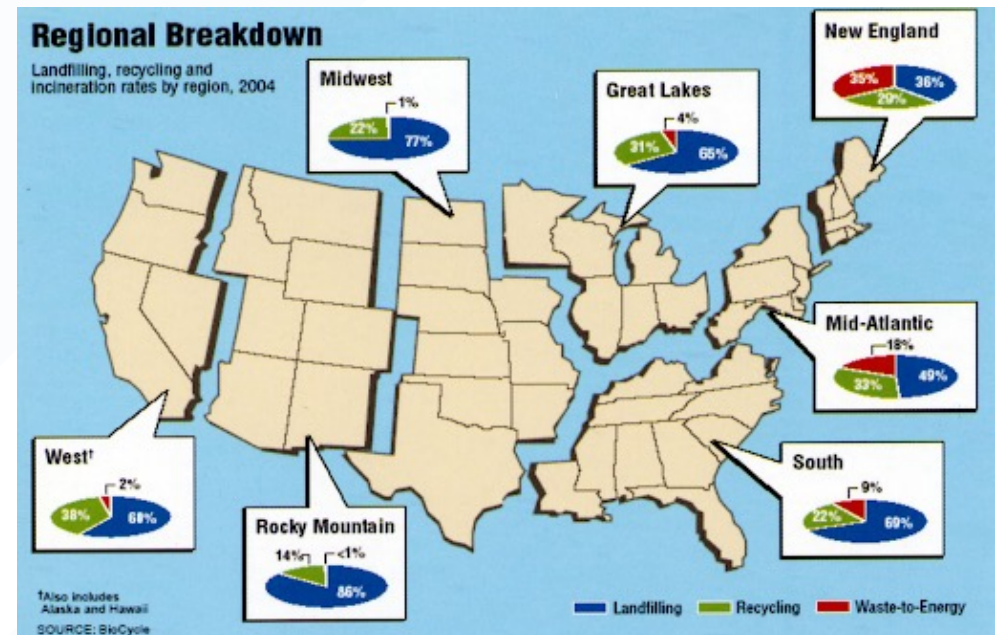 Regional Breakdown
Landfilling, recycling and
incineration rates by region, 2004
Midwest
1%
22%
77%
Great Lakes
4%
31%
65%
New England
35%
36%
29%
Mid-Atlantic
18%
33%
49%
West†
2%
38%
60%
Rocky Mountain
14%
<1%
86%
South
9%
22%
69%
†Also includes
Alaska and Hawaii
SOURCE: BioCycle
Landfilling
Recycling
Waste-to-Energy